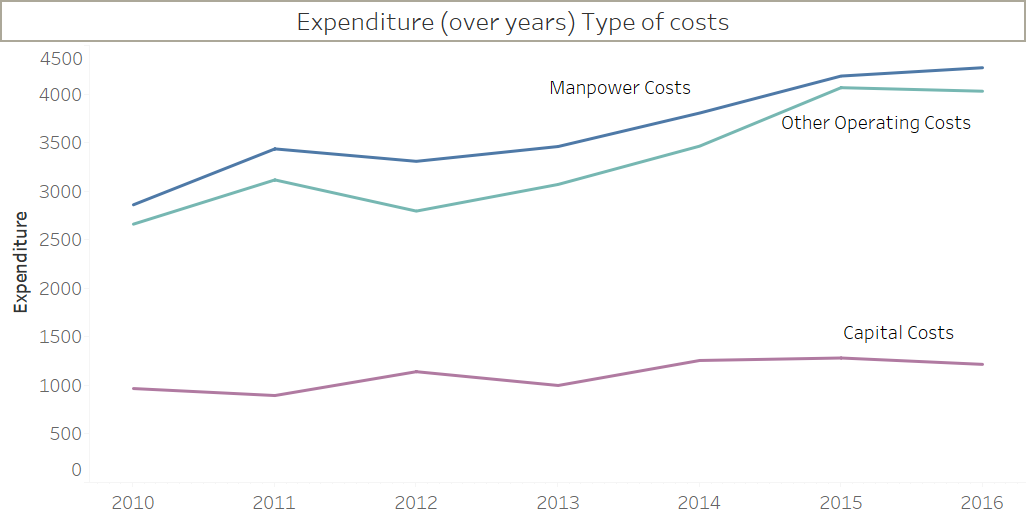 Expenditure (over years) Type of costs
4500
4000
3500
3000
2500
2000
1500
1000
500
0
Expenditure
Manpower Costs
Other Operating Costs
Capital Costs
2010 2011 2012 2013 2014 2015 2016